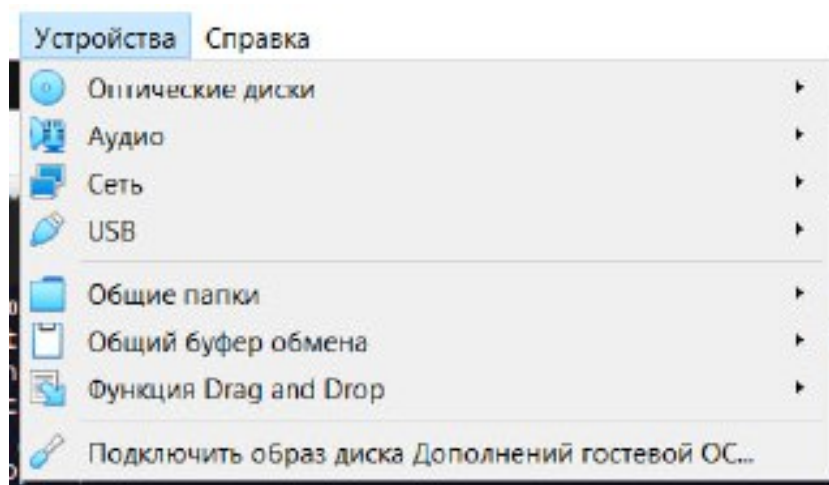 Устройства Справка
Оптические диски
Аудио
Сеть
USB
Общие папки
Общий буфер обмена
Функция Drag and Drop
Подключить образ диска Дополнений гостевой ОС...